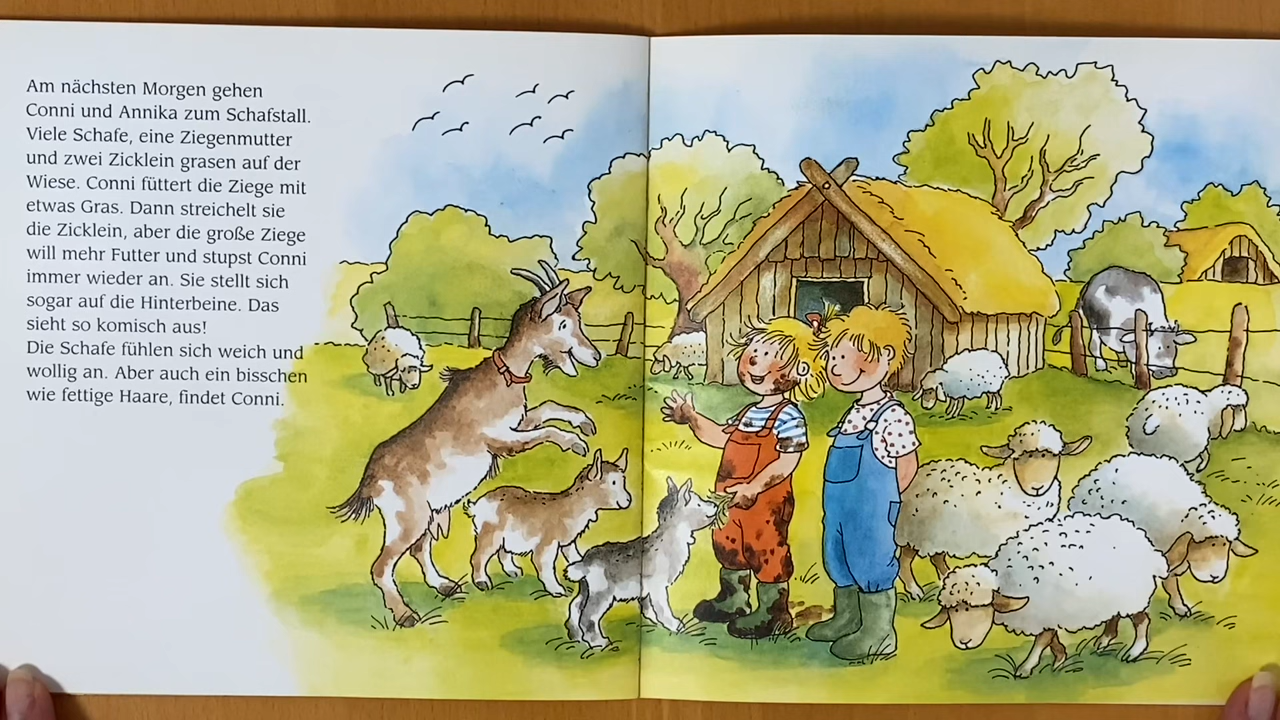 Am nächsten Morgen gehen
Conni und Annika zum Schafstall.
Viele Schafe, eine Ziegenmutter
und zwei Zicklein grasen auf der
Wiese. Conni füttert die Ziege mit
etwas Gras. Dann streichelt sie
die Zicklein, aber die große Ziege
will mehr Futter und stupst Conni
immer wieder an. Sie stellt sich
sogar auf die Hinterbeine. Das
sieht so komisch aus!
Die Schafe fühlen sich weich und
wollig an. Aber auch ein bisschen
wie fettige Haare, findet Conni.